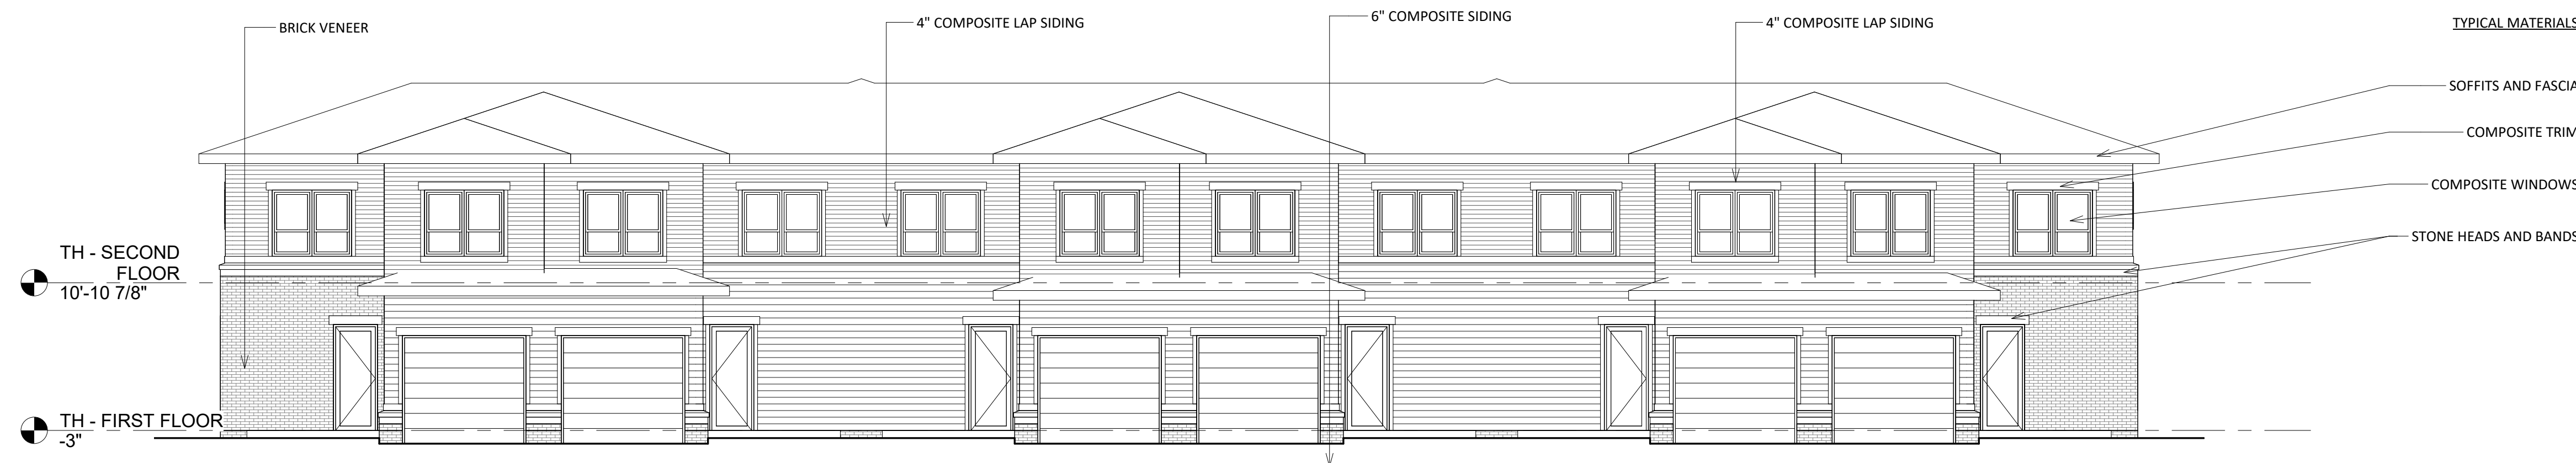 BRICK VENEER
4" COMPOSITE LAP SIDING
6" COMPOSITE SIDING
4" COMPOSITE LAP SIDING
TYPICAL MATERIALS
SOFFITS AND FASCIA
COMPOSITE TRIM
COMPOSITE WINDOWS
STONE HEADS AND BANDS
TH - SECOND
FLOOR
10'-10 7/8"
TH - FIRST FLOOR
-3"